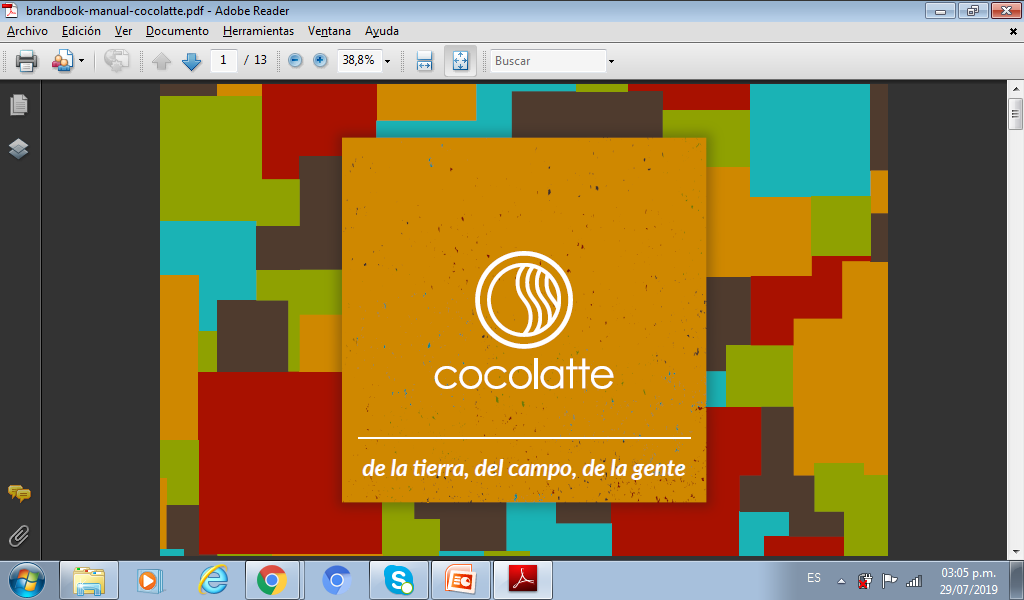 brandbook-manual-cocolatte.pdf - Adobe Reader
Archivo Edición Ver Documento Herramientas Ventana Ayuda
1 / 13 38,8% Buscar
cocolatte
de la tierra, del campo, de la gente
ES 03:05 p.m.
29/07/2019